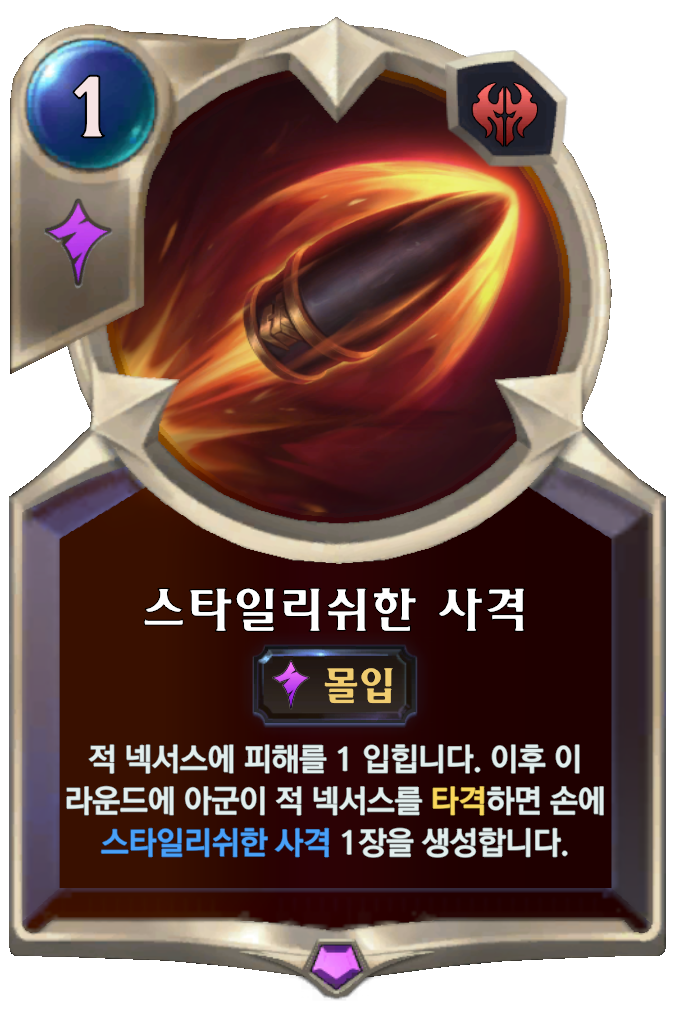 1
스타일리쉬한 사격
몰입
적 넥서스에 피해를 1 입힙니다. 이후 이
라운드에 아군이 적 넥서스를 타격하면 손에
스타일리쉬한 사격 1장을 생성합니다.